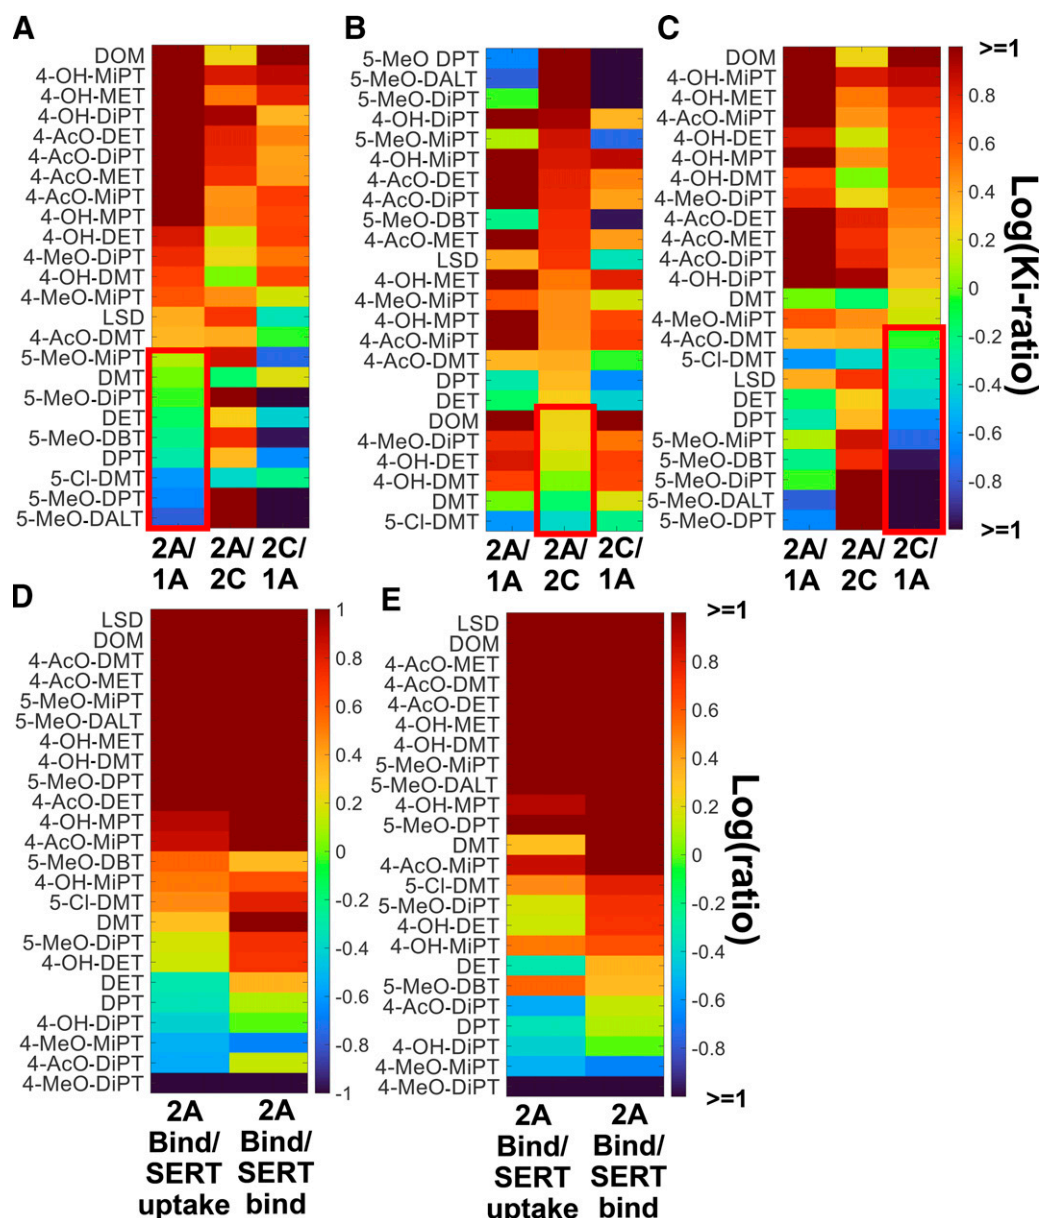 A
DOM
4-OH-MiPT
4-OH-MET
4-OH-DiPT
4-AcO-DET
4-AcO-DiPT
4-AcO-MET
4-AcO-MiPT
4-OH-MPT
4-OH-DET
4-MeO-DiPT
4-OH-DMT
4-MeO-MiPT
LSD
4-AcO-DMT
5-MeO-MiPT
DMT
5-MeO-DiPT
DET
5-MeO-DBT
DPT
5-Cl-DMT
5-MeO-DPT
5-MeO-DALT
2A/ 2A/ 2C/
1A 2C 1A
B
5-MeO DPT
5-MeO-DALT
5-MeO-DiPT
4-OH-DiPT
5-MeO-MiPT
4-OH-MiPT
4-AcO-DET
4-AcO-DiPT
5-MeO-DBT
4-AcO-MET
LSD
4-OH-MET
4-MeO-MiPT
4-OH-MPT
4-AcO-MiPT
4-AcO-DMT
DPT
DET
DOM
4-MeO-DiPT
4-OH-DET
4-OH-DMT
DMT
5-Cl-DMT
2A/ 2A/ 2C/
1A 2C 1A
C
DOM
4-OH-MiPT
4-OH-MET
4-AcO-MiPT
4-OH-DET
4-OH-MPT
4-OH-DMT
4-MeO-DiPT
4-AcO-DET
4-AcO-MET
4-AcO-DiPT
4-OH-DiPT
DMT
4-MeO-MiPT
4-AcO-DMT
5-Cl-DMT
LSD
DET
DPT
5-MeO-MiPT
5-MeO-DBT
5-MeO-DiPT
5-MeO-DALT
5-MeO-DPT
2A/ 2A/ 2C/
1A 2C 1A
>=1
0.8
0.6
0.4
0.2
0
-0.2
-0.4
-0.6
-0.8
>=1
Log(Ki-ratio)
D
LSD
DOM
4-AcO-DMT
4-AcO-MET
5-MeO-MiPT
5-MeO-DALT
4-OH-MET
4-OH-DMT
5-MeO-DPT
4-AcO-DET
4-OH-MPT
4-AcO-MiPT
5-MeO-DBT
4-OH-MiPT
5-Cl-DMT
DMT
5-MeO-DiPT
4-OH-DET
DET
DPT
4-OH-DiPT
4-MeO-MiPT
4-AcO-DiPT
4-MeO-DiPT
2A 2A
Bind/ Bind/
SERT SERT
uptake bind
1
0.8
0.6
0.4
0.2
0
-0.2
-0.4
-0.6
-0.8
-1
E
LSD
DOM
4-AcO-MET
4-AcO-DMT
4-AcO-DET
4-OH-MET
4-OH-DMT
5-MeO-MiPT
5-MeO-DALT
4-OH-MPT
5-MeO-DPT
DMT
4-AcO-MiPT
5-Cl-DMT
5-MeO-DiPT
4-OH-DET
4-OH-MiPT
DET
5-MeO-DBT
4-AcO-DiPT
DPT
4-OH-DiPT
4-MeO-MiPT
4-MeO-DiPT
2A 2A
Bind/ Bind/
SERT SERT
uptake bind
>=1
0.8
0.6
0.4
0.2
0
-0.2
-0.4
-0.6
-0.8
>=1
Log(ratio)